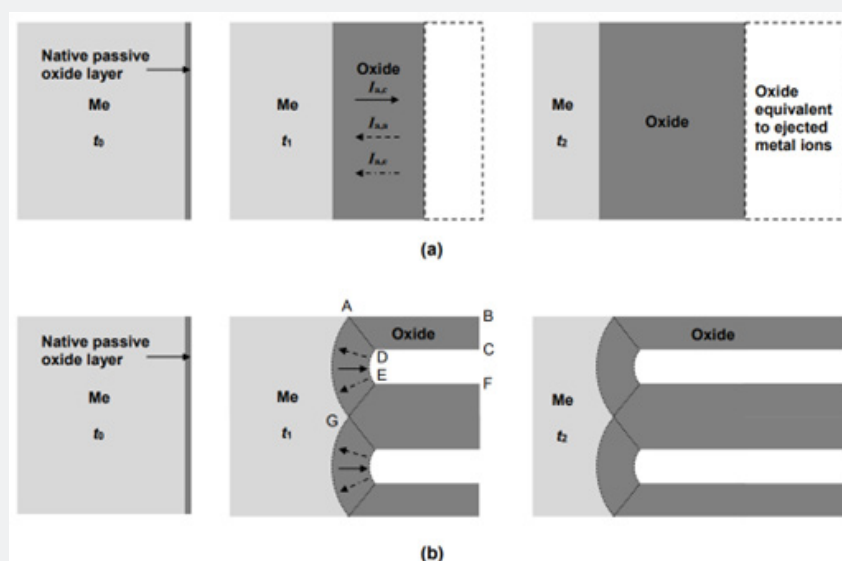 Native passive
oxide layer
Me
t₀
Me
t₁
Oxide
Iₐ,c
Iₐ,ₐ
Iₐ,e
Me
t₂
Oxide
Oxide
equivalent
to ejected
metal ions
(a)
Native passive
oxide layer
Me
t₀
A
B
Oxide
C
D
E
F
Me
t₁
G
Oxide
Me
t₂
(b)